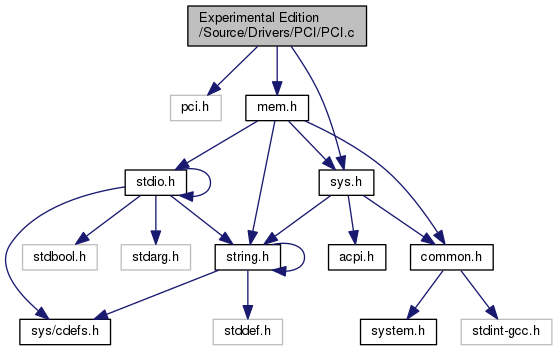 Experimental Edition
/Source/Drivers/PCI/PCI.c
pci.h
mem.h
stdio.h
sys.h
stdbool.h
stdarg.h
string.h
acpi.h
common.h
sys/cdefs.h
stddef.h
system.h
stdint-gcc.h